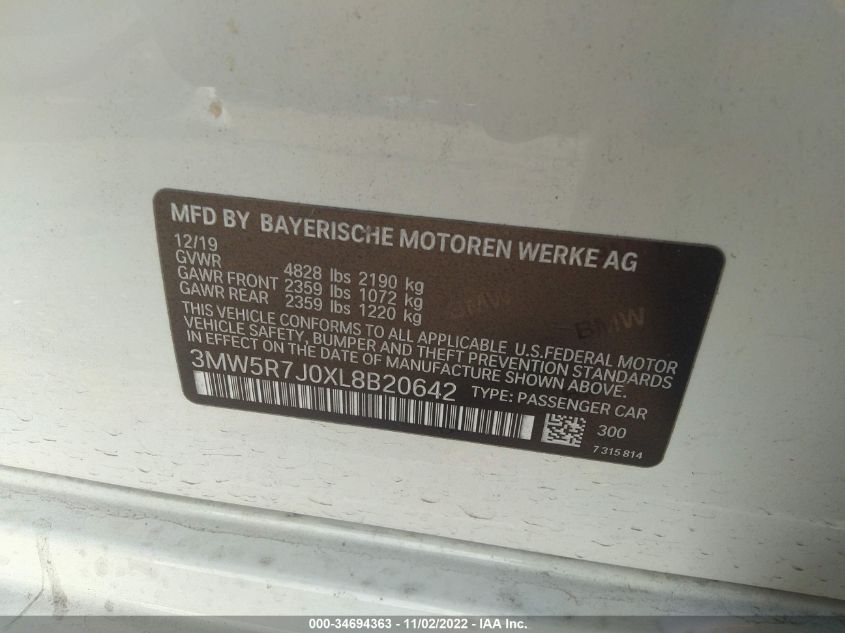 MFD BY BAYERISCHE MOTOREN WERKE AG
12/19
GVWR 4828 lbs 2190 kg
GAWR FRONT 2359 lbs 1072 kg
GAWR REAR 2359 lbs 1220 kg
BMW BMW
THIS VEHICLE CONFORMS TO ALL APPLICABLE U.S.FEDERAL MOTOR
VEHICLE SAFETY, BUMPER AND THEFT PREVENTION STANDARDS
IN EFFECT ON THE DATE OF MANUFACTURE SHOWN ABOVE.
3MW5R7J0XL8B20642 TYPE: PASSENGER CAR
300
7 315 814
000-34694363 - 11/02/2022 - IAA Inc.